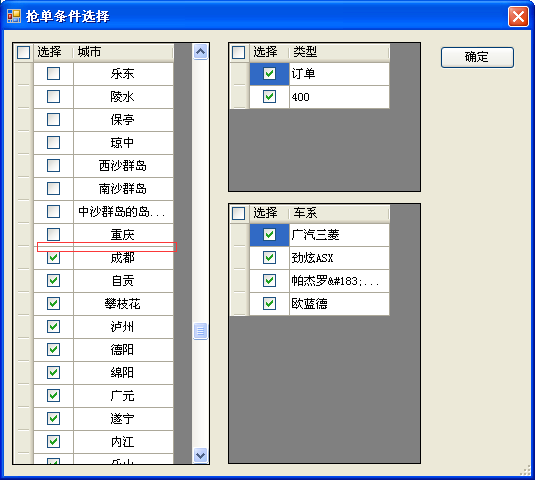 抢单条件选择
选择 城市
乐东
陵水
保亭
琼中
西沙群岛
南沙群岛
中沙群岛的岛...
重庆
成都
自贡
攀枝花
泸州
德阳
绵阳
广元
遂宁
内江
乐山
选择 类型
订单
400
选择 车系
广汽三菱
劲炫ASX
帕杰罗&#183;...
欧蓝德
确定